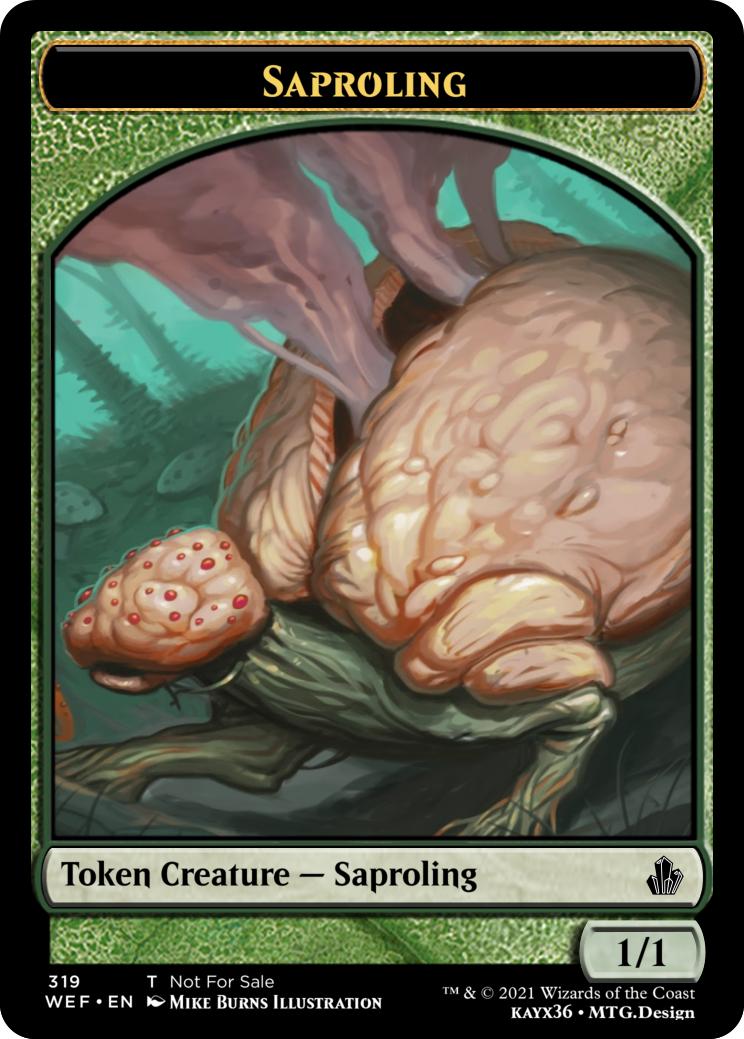 Saproling
Token Creature — Saproling
1/1
319 T Not For Sale
WEF • EN Mike Burns Illustration
™ & © 2021 Wizards of the Coast
KAYX36 • MTG.Design